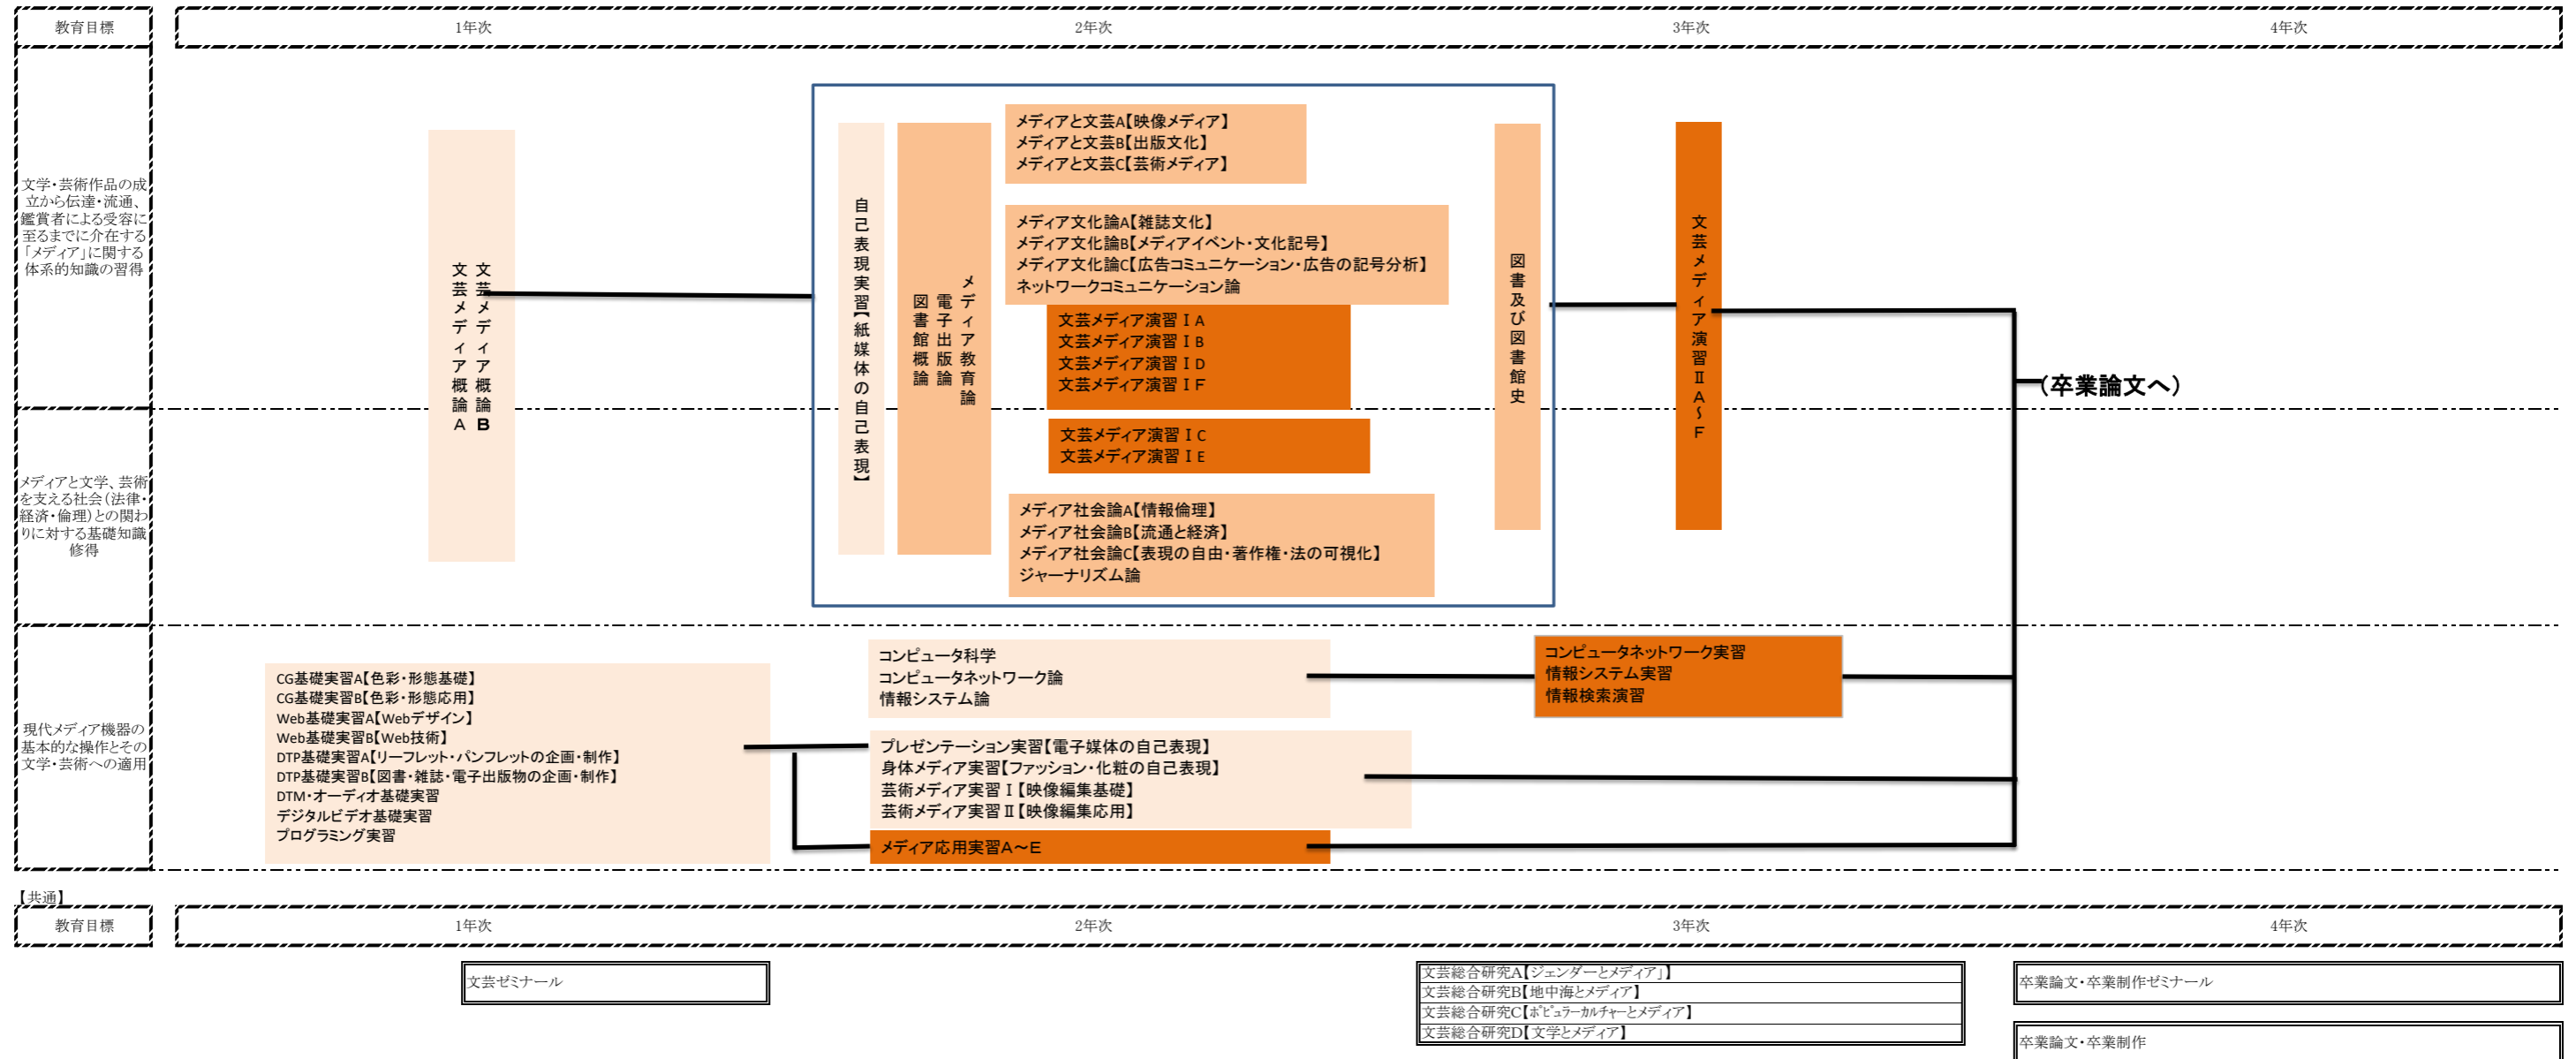 教育目標
1年次
2年次
3年次
4年次
文学・芸術作品の成
立から伝達・流通、
鑑賞者による受容に
至るまでに介在する
「メディア」に関する
体系的知識の習得
文芸メディア概論B
文芸メディア概論A
自己表現実習【紙媒体の自己表現】
メディア教育論
電子出版論
図書館概論
メディアと文芸A【映像メディア】
メディアと文芸B【出版文化】
メディアと文芸C【芸術メディア】
メディア文化論A【雑誌文化】
メディア文化論B【メディアイベント・文化記号】
メディア文化論C【広告コミュニケーション・広告の記号分析】
ネットワークコミュニケーション論
文芸メディア演習ⅠA
文芸メディア演習ⅠB
文芸メディア演習ⅠD
文芸メディア演習ⅠF
図書及び図書館史
文芸メディア演習ⅡA~F
(卒業論文へ)
メディアと文学、芸術
を支える社会(法律・
経済・倫理)との関わ
りに対する基礎知識
修得
文芸メディア演習ⅠC
文芸メディア演習ⅠE
メディア社会論A【情報倫理】
メディア社会論B【流通と経済】
メディア社会論C【表現の自由・著作権・法の可視化】
ジャーナリズム論
現代メディア機器の
基本的な操作とその
文学・芸術への適用
CG基礎実習A【色彩・形態基礎】
CG基礎実習B【色彩・形態応用】
Web基礎実習A【Webデザイン】
Web基礎実習B【Web技術】
DTP基礎実習A【リーフレット・パンフレットの企画・制作】
DTP基礎実習B【図書・雑誌・電子出版物の企画・制作】
DTM・オーディオ基礎実習
デジタルビデオ基礎実習
プログラミング実習
コンピュータ科学
コンピュータネットワーク論
情報システム論
コンピュータネットワーク実習
情報システム実習
情報検索演習
プレゼンテーション実習【電子媒体の自己表現】
身体メディア実習【ファッション・化粧の自己表現】
芸術メディア実習Ⅰ【映像編集基礎】
芸術メディア実習Ⅱ【映像編集応用】
メディア応用実習A～E
【共通】
教育目標
1年次
2年次
3年次
4年次
文芸ゼミナール
文芸総合研究A【ジェンダーとメディア」】
文芸総合研究B【地中海とメディア】
文芸総合研究C【ﾎﾟﾋﾟｭﾗｰｶﾙﾁｬｰとメディア】
文芸総合研究D【文学とメディア】
卒業論文・卒業制作ゼミナール
卒業論文・卒業制作